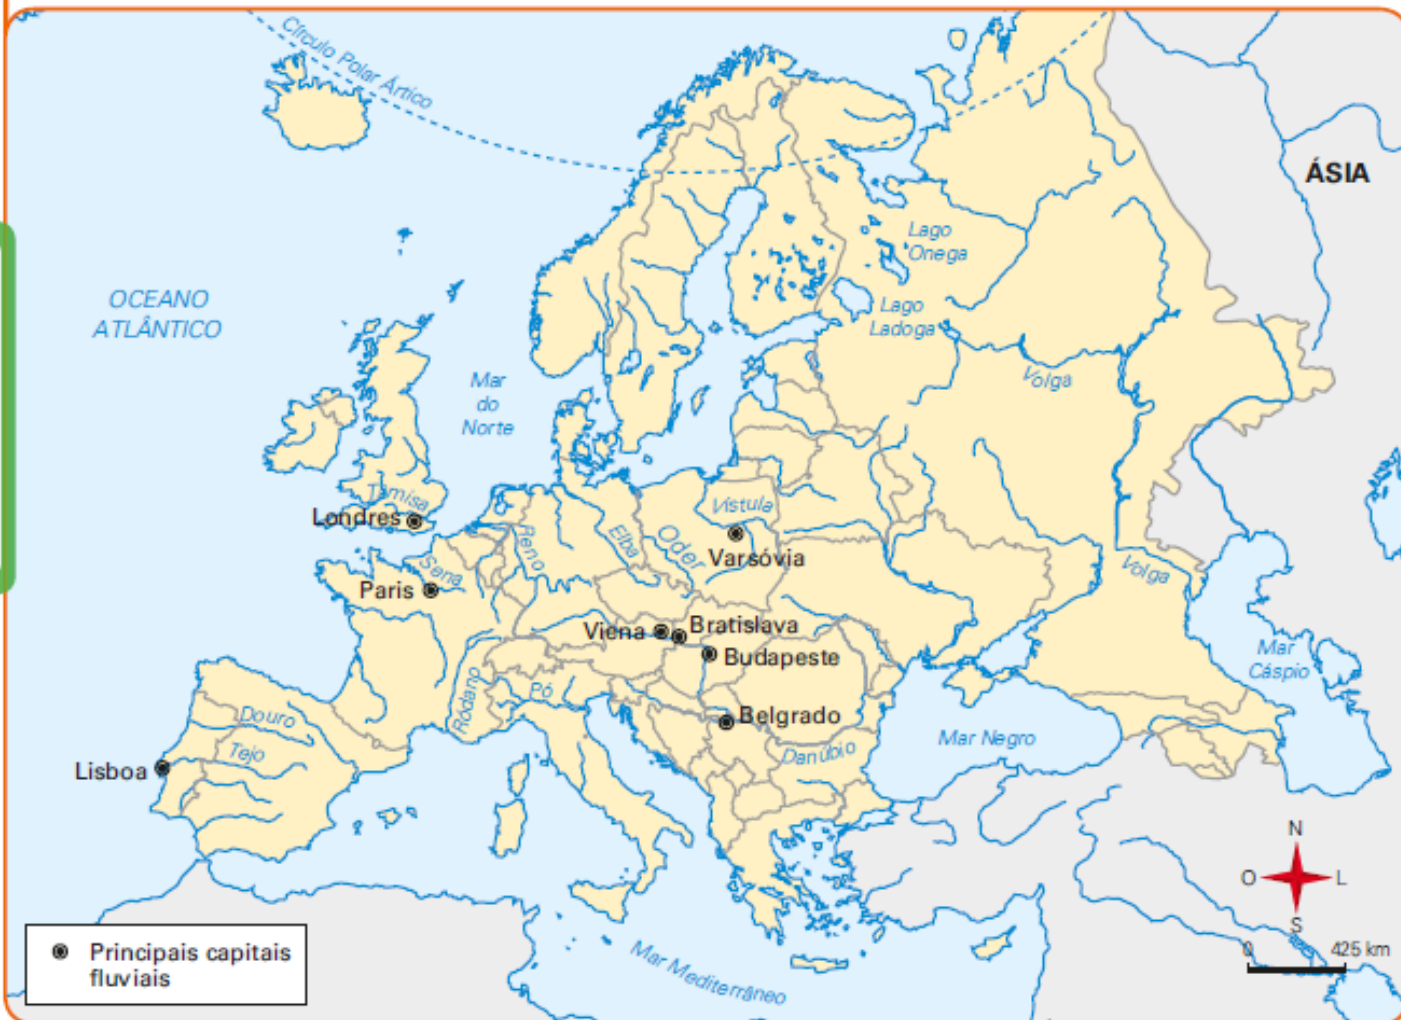 Círculo Polar Ártico
ÁSIA
Lago
Onega
OCEANO
ATLÂNTICO
Lago
Ladoga
Mar
do
Norte
Volga
Tâmisa
Londres
Reno
Elba
Oder
Vístula
Varsóvia
Sena
Paris
Volga
Viena
Bratislava
Budapeste
Mar
Cáspio
Ródano
Pó
Douro
Belgrado
Mar Negro
Tejo
Danúbio
Lisboa
N
O
L
S
0
425 km
Principais capitais
fluviais
Mar Mediterrâneo